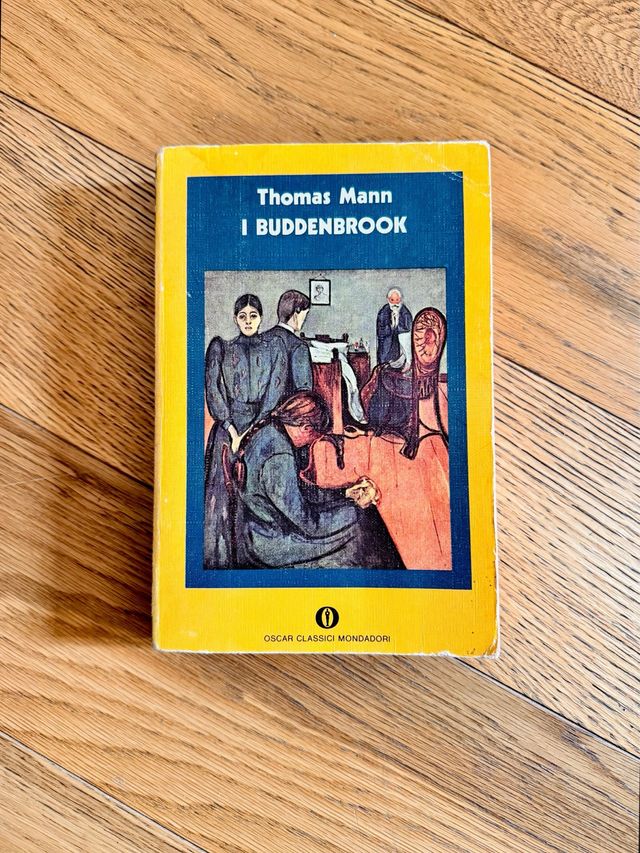 Thomas Mann
I BUDDENBROOK
OSCAR CLASSICI MONDADORI